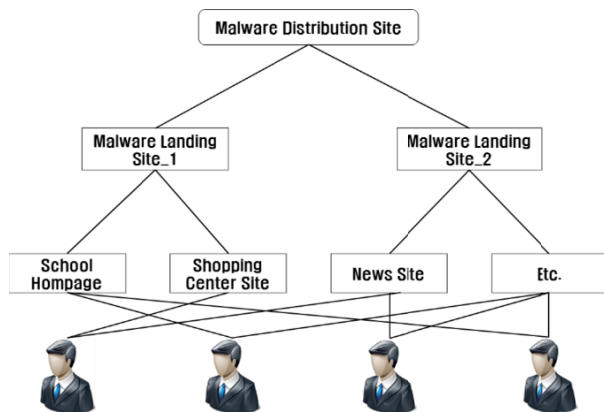 Malware Distribution Site
Malware Landing
Site_1
Malware Landing
Site_2
School
Hompage
Shopping
Center Site
News Site
Etc.